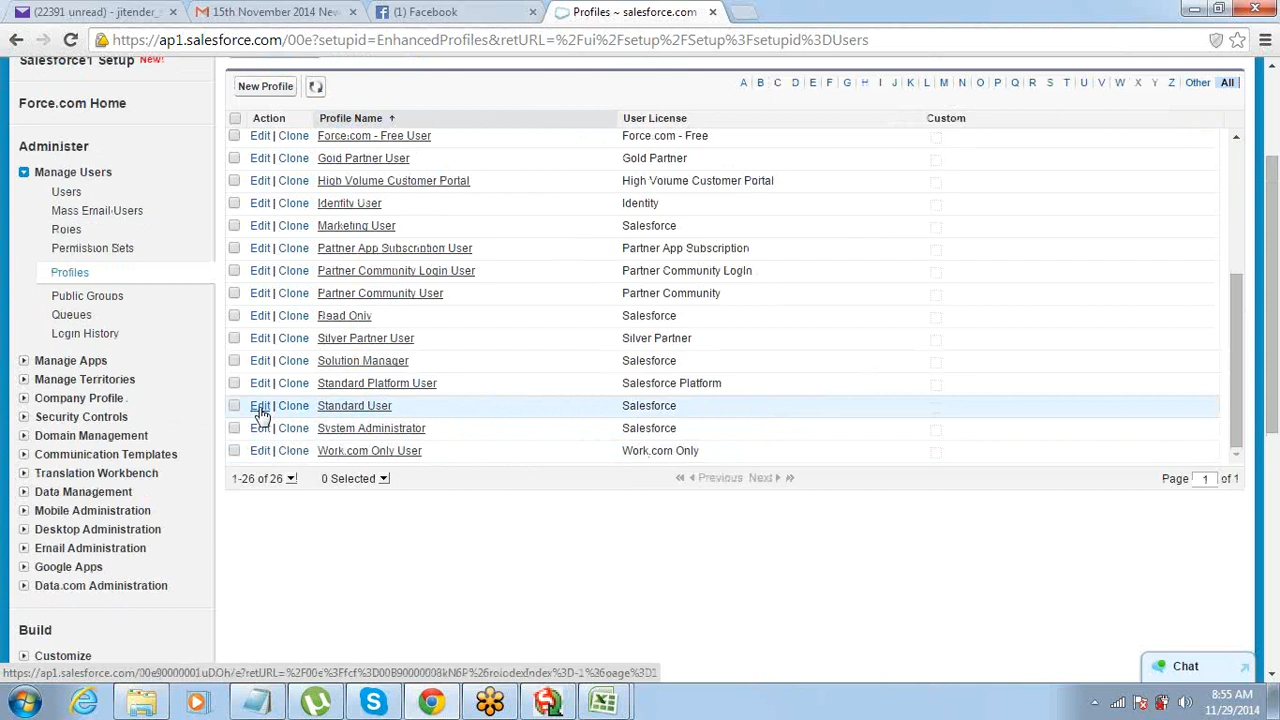 (22391 unread) - jitender_
15th November 2014 New
(1) Facebook
Profiles ~ salesforce.com
https://ap1.salesforce.com/00e?setupid=EnhancedProfiles&retURL=%2Fui%2Fsetup%2FSetup%3Fsetupid%3DUsers
Salesforce1 Setup New!
Force.com Home
Administer
Manage Users
Users
Mass Email Users
Roles
Permission Sets
Profiles
Public Groups
Queues
Login History
Manage Apps
Manage Territories
Company Profile
Security Controls
Domain Management
Communication Templates
Translation Workbench
Data Management
Mobile Administration
Desktop Administration
Email Administration
Google Apps
Data.com Administration
Build
Customize
New Profile
A B C D E F G H I J K L M N O P Q R S T U V W X Y Z Other All
Action Profile Name User License Custom
Edit | Clone Force.com - Free User Force.com - Free
Edit | Clone Gold Partner User Gold Partner
Edit | Clone High Volume Customer Portal High Volume Customer Portal
Edit | Clone Identity User Identity
Edit | Clone Marketing User Salesforce
Edit | Clone Partner App Subscription User Partner App Subscription
Edit | Clone Partner Community Login User Partner Community Login
Edit | Clone Partner Community User Partner Community
Edit | Clone Read Only Salesforce
Edit | Clone Silver Partner User Silver Partner
Edit | Clone Solution Manager Salesforce
Edit | Clone Standard Platform User Salesforce Platform
Edit | Clone Standard User Salesforce
Edit | Clone System Administrator Salesforce
Edit | Clone Work.com Only User Work.com Only
1-26 of 26 0 Selected Previous Next Page 1 of 1
Chat
8:55 AM
11/29/2014